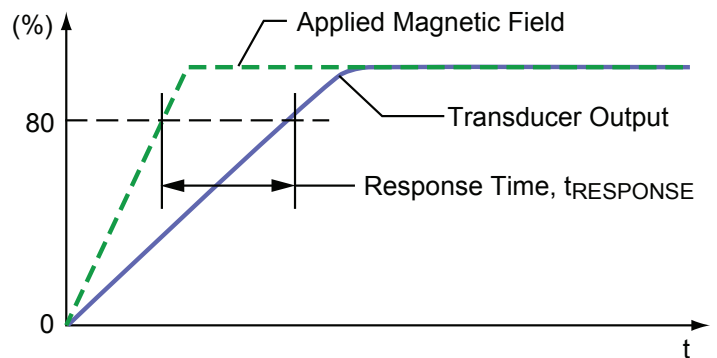 (%)
Applied Magnetic Field
80
Transducer Output
Response Time, tRESPONSE
0
t